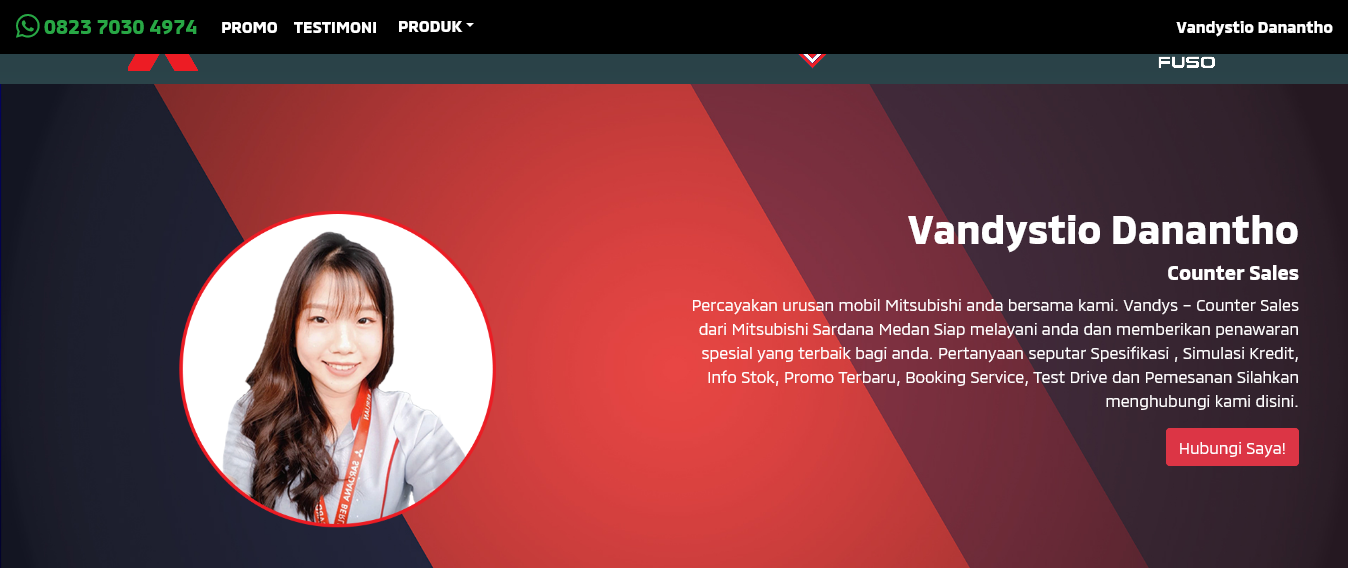 0823 7030 4974 PROMO TESTIMONI PRODUK Vandystio Danantho
FUSO
Vandystio Danantho
Counter Sales
Percayakan urusan mobil Mitsubishi anda bersama kami. Vandys – Counter Sales
dari Mitsubishi Sardana Medan Siap melayani anda dan memberikan penawaran
spesial yang terbaik bagi anda. Pertanyaan seputar Spesifikasi , Simulasi Kredit,
Info Stok, Promo Terbaru, Booking Service, Test Drive dan Pemesanan Silahkan
menghubungi kami disini.
Hubungi Saya!
SARDANA